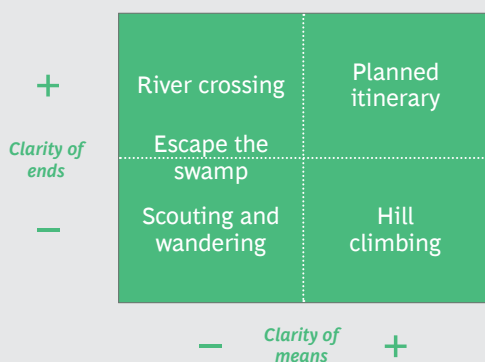 River crossing
Planned
itinerary
+
Clarity of
ends
Escape the
swamp
−
Scouting and
wandering
Hill
climbing
−
Clarity of
means
+